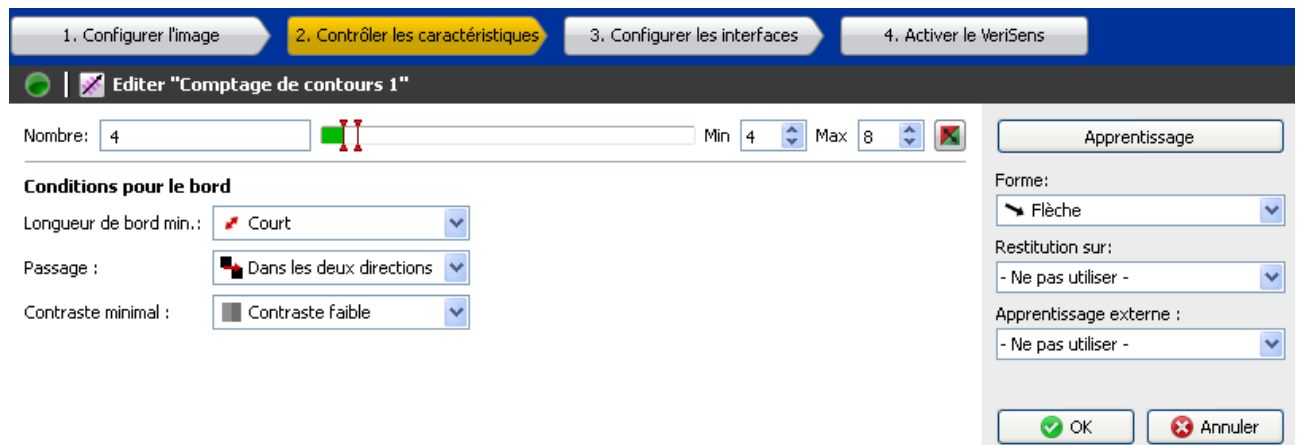 1. Configurer l'image
2. Contrôler les caractéristiques
3. Configurer les interfaces
4. Activer le VeriSens
Editer "Comptage de contours 1"
Nombre: 4 Min 4 Max 8
Conditions pour le bord
Longueur de bord min.: Court
Passage : Dans les deux directions
Contraste minimal : Contraste faible
Apprentissage
Forme:
Flèche
Restitution sur:
- Ne pas utiliser -
Apprentissage externe :
- Ne pas utiliser -
OK Annuler